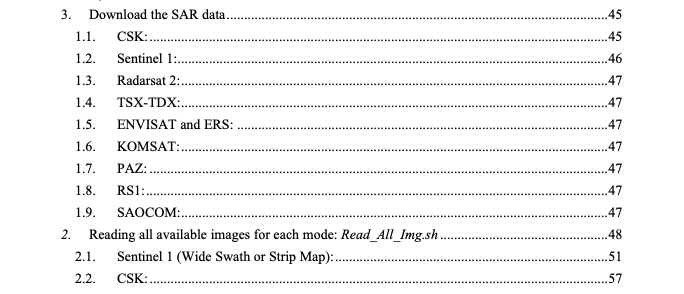 3. Download the SAR data.....45
1.1. CSK:.....45
1.2. Sentinel 1:.....46
1.3. Radarsat 2:.....47
1.4. TSX-TDX:.....47
1.5. ENVISAT and ERS: .....47
1.6. KOMSAT:.....47
1.7. PAZ:.....47
1.8. RS1:.....47
1.9. SAOCOM:.....47
2. Reading all available images for each mode: Read_All_Img.sh.....48
2.1. Sentinel 1 (Wide Swath or Strip Map):.....51
2.2. CSK:.....57